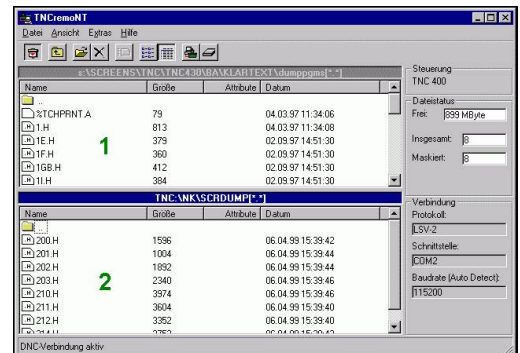 TNCremoNT
Datei Ansicht Extras Hilfe
s:\SCREENS\TNC\TNC430\BA\KLARTEXT\dumppgms[*.*]
Name Größe Attribute Datum
..
%TCHPRNT.A 79 04.03.97 11:34:06
1.H 813 04.03.97 11:34:08
1E.H 379 02.09.97 14:51:30
1F.H 360 02.09.97 14:51:30
1GB.H 412 02.09.97 14:51:30
1I.H 384 02.09.97 14:51:30
1
TNC:\NK\SCRDUMP[*.*]
Name Größe Attribute Datum
..
200.H 1596 06.04.99 15:39:42
201.H 1004 06.04.99 15:39:44
202.H 1892 06.04.99 15:39:44
203.H 2340 06.04.99 15:39:46
210.H 3974 06.04.99 15:39:46
211.H 3604 06.04.99 15:39:40
212.H 3352 06.04.99 15:39:40
2
Steuerung
TNC 400
Dateistatus
Frei: 899 MByte
Insgesamt: 8
Maskiert: 8
Verbindung
Protokoll:
LSV-2
Schnittstelle:
COM2
Baudrate (Auto Detect):
115200
DNC-Verbindung aktiv